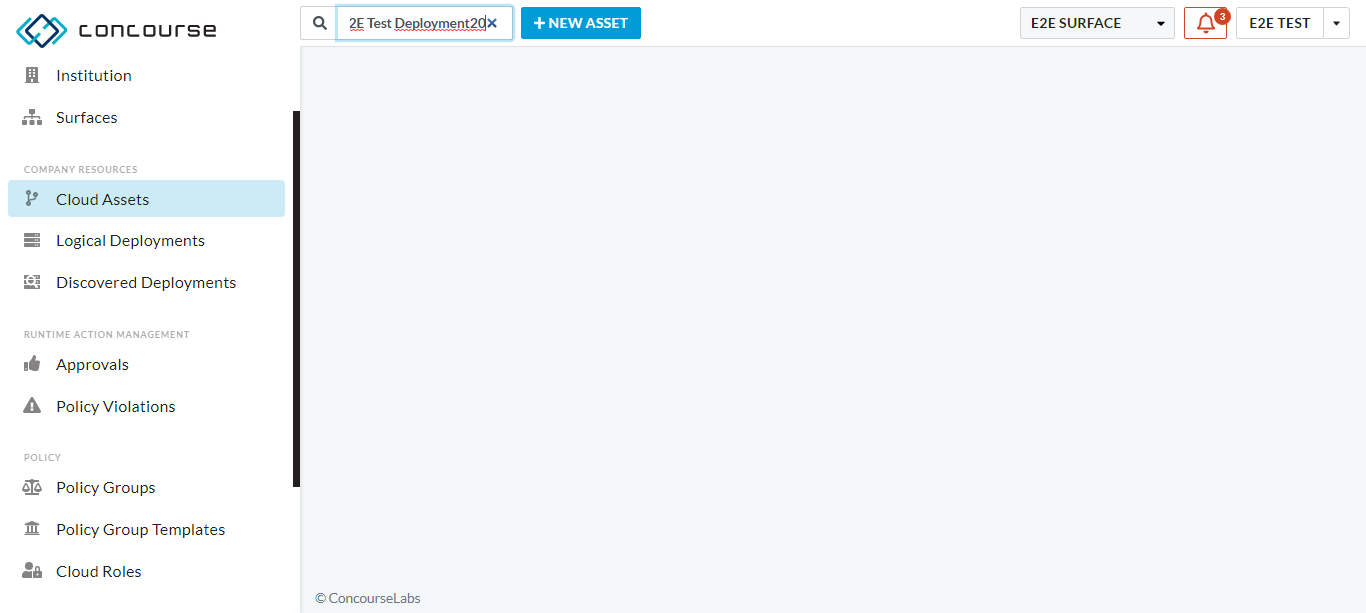 concourse
2E Test Deployment20
NEW ASSET
E2E SURFACE
3
E2E TEST
Institution
Surfaces
COMPANY RESOURCES
Cloud Assets
Logical Deployments
Discovered Deployments
RUNTIME ACTION MANAGEMENT
Approvals
Policy Violations
POLICY
Policy Groups
Policy Group Templates
Cloud Roles
© ConcourseLabs